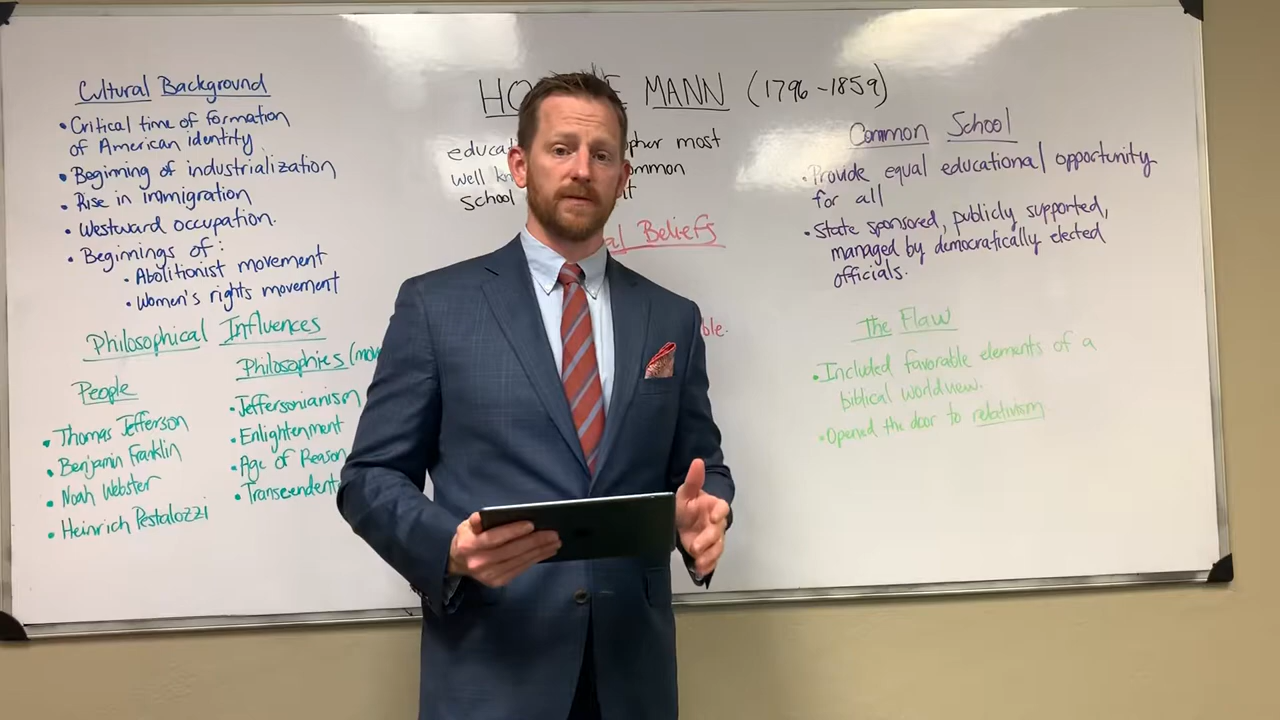 Cultural Background
• Critical time of formation
of American identity
• Beginning of industrialization
• Rise in immigration
• Westward occupation.
• Beginnings of:
• Abolitionist movement
• Women's rights movement
Philosophical Influences
People
• Thomas Jefferson
• Benjamin Franklin
• Noah Webster
• Heinrich Pestalozzi
Philosophies
• Jeffersonianism
• Enlightenment
• Age of Reason
MANN (1796-1859)
most
well
School
Beliefs
Common School
• Provide equal educational opportunity
for all
• State sponsored, publicly supported,
managed by democratically elected
officials.
The Flaw
• Included favorable elements of a
biblical worldview.
• Opened the door to relativism